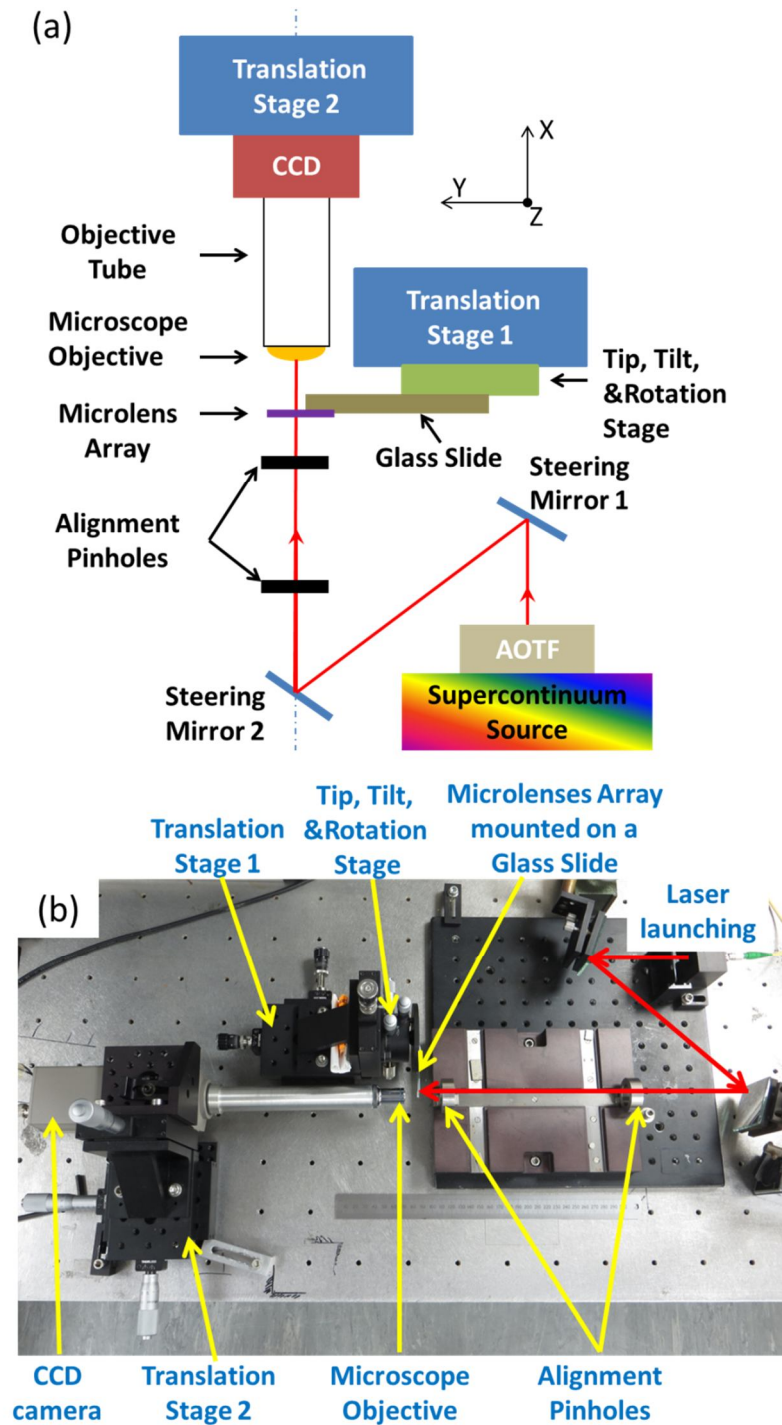 (a)
Translation
Stage 2
CCD
X
Y
Z
Objective
Tube
Translation
Stage 1
Microscope
Objective
Tip, Tilt,
&Rotation
Stage
Microlens
Array
Glass Slide
Steering
Mirror 1
Alignment
Pinholes
AOTF
Steering
Mirror 2
Supercontinuum
Source
Translation
Stage 1
Tip, Tilt,
&Rotation
Stage
Microlenses Array
mounted on a
Glass Slide
(b)
Laser
launching
CCD
camera
Translation
Stage 2
Microscope
Objective
Alignment
Pinholes